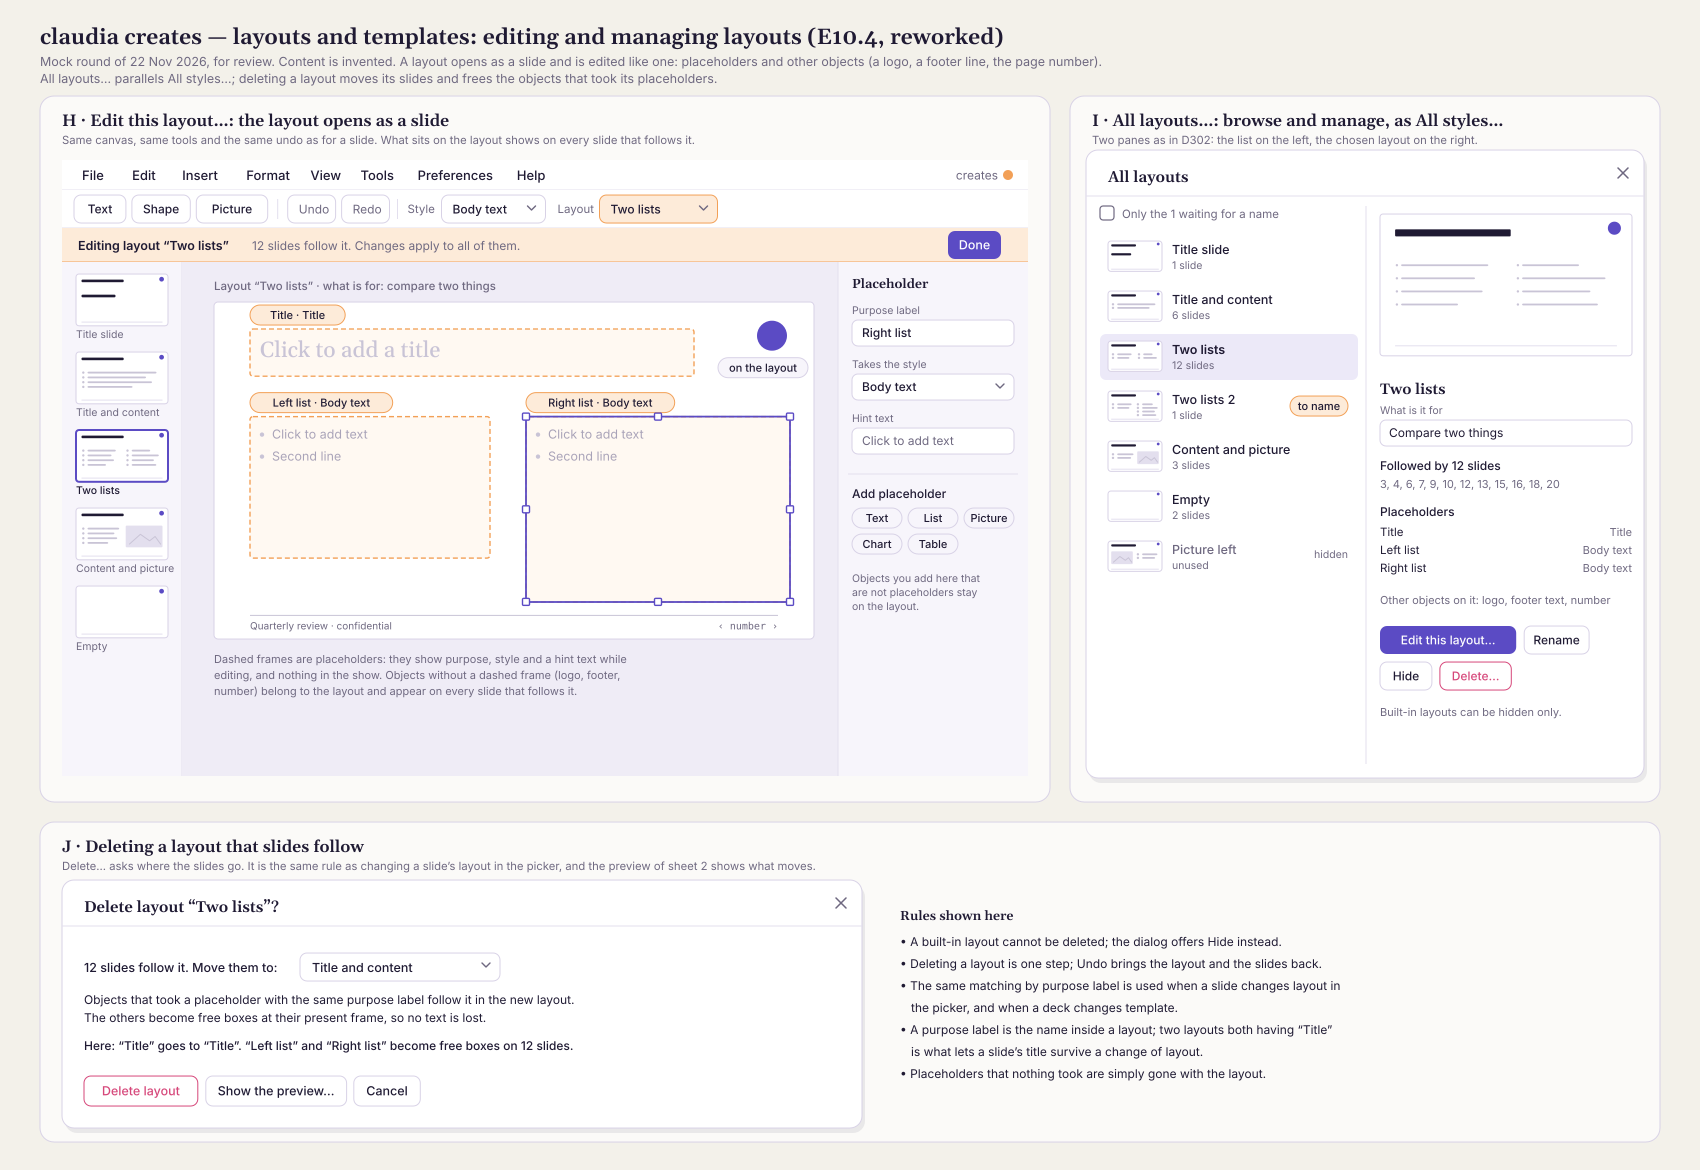 claudia creates — layouts and templates: editing and managing layouts (E10.4, reworked)
Mock round of 22 Nov 2026, for review. Content is invented. A layout opens as a slide and is edited like one: placeholders and other objects (a logo, a footer line, the page number).
All layouts… parallels All styles…; deleting a layout moves its slides and frees the objects that took its placeholders.
H · Edit this layout…: the layout opens as a slide
Same canvas, same tools and the same undo as for a slide. What sits on the layout shows on every slide that follows it.
File Edit Insert Format View Tools Preferences Help creates
Text Shape Picture Undo Redo Style Body text Layout Two lists
Editing layout “Two lists” 12 slides follow it. Changes apply to all of them. Done
Title slide
Title and content
Two lists
Content and picture
Empty
Layout “Two lists” · what is for: compare two things
Title · Title
Click to add a title
on the layout
Left list · Body text
Right list · Body text
• Click to add text
• Second line
• Click to add text
• Second line
Quarterly review · confidential
‹ number ›
Dashed frames are placeholders: they show purpose, style and a hint text while
editing, and nothing in the show. Objects without a dashed frame (logo, footer,
number) belong to the layout and appear on every slide that follows it.
Placeholder
Purpose label
Right list
Takes the style
Body text
Hint text
Click to add text
Add placeholder
Text List Picture
Chart Table
Objects you add here that
are not placeholders stay
on the layout.
I · All layouts…: browse and manage, as All styles…
Two panes as in D302: the list on the left, the chosen layout on the right.
All layouts
Only the 1 waiting for a name
Title slide
1 slide
Title and content
6 slides
Two lists
12 slides
Two lists 2
1 slide
to name
Content and picture
3 slides
Empty
2 slides
Picture left
unused
hidden
Two lists
What is it for
Compare two things
Followed by 12 slides
3, 4, 6, 7, 9, 10, 12, 13, 15, 16, 18, 20
Placeholders
Title Title
Left list Body text
Right list Body text
Other objects on it: logo, footer text, number
Edit this layout… Rename
Hide Delete…
Built-in layouts can be hidden only.
J · Deleting a layout that slides follow
Delete… asks where the slides go. It is the same rule as changing a slide’s layout in the picker, and the preview of sheet 2 shows what moves.
Delete layout “Two lists”?
12 slides follow it. Move them to: Title and content
Objects that took a placeholder with the same purpose label follow it in the new layout.
The others become free boxes at their present frame, so no text is lost.
Here: “Title” goes to “Title”. “Left list” and “Right list” become free boxes on 12 slides.
Delete layout Show the preview… Cancel
Rules shown here
• A built-in layout cannot be deleted; the dialog offers Hide instead.
• Deleting a layout is one step; Undo brings the layout and the slides back.
• The same matching by purpose label is used when a slide changes layout in
the picker, and when a deck changes template.
• A purpose label is the name inside a layout; two layouts both having “Title”
is what lets a slide’s title survive a change of layout.
• Placeholders that nothing took are simply gone with the layout.